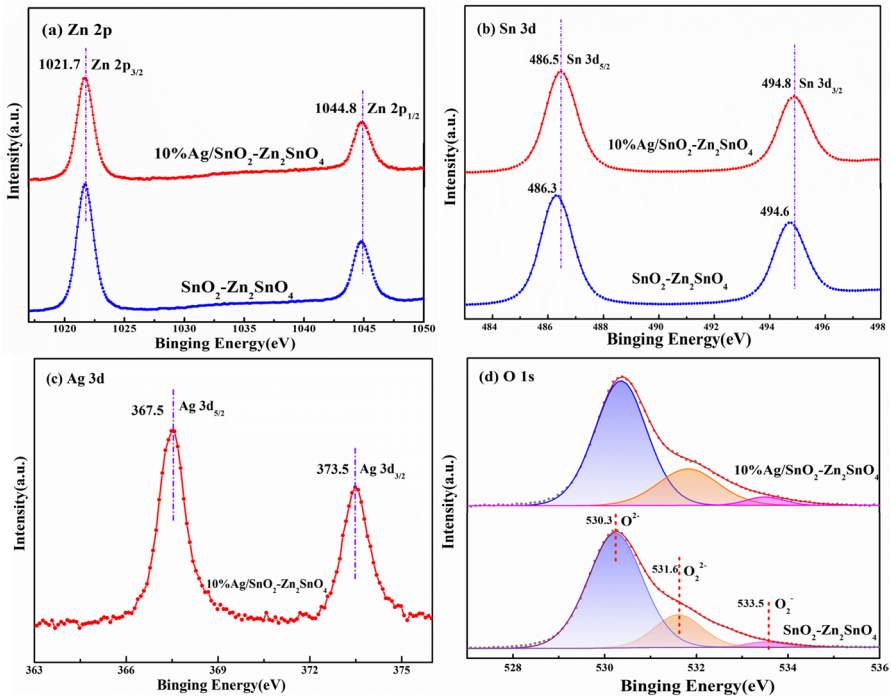 (a) Zn 2p
1021.7
Zn 2p3/2
1044.8
Zn 2p1/2
10%Ag/SnO2-Zn2SnO4
SnO2-Zn2SnO4
Intensity(a.u.)
1020 1025 1030 1035 1040 1045 1050
Binging Energy(eV)
(b) Sn 3d
486.5
Sn 3d5/2
494.8
Sn 3d3/2
10%Ag/SnO2-Zn2SnO4
486.3
494.6
SnO2-Zn2SnO4
Intensity(a.u.)
484 486 488 490 492 494 496 498
Binging Energy(eV)
(c) Ag 3d
367.5
Ag 3d5/2
373.5
Ag 3d3/2
10%Ag/SnO2-Zn2SnO4
Intensity(a.u.)
363 366 369 372 375
Binging Energy(eV)
(d) O 1s
10%Ag/SnO2-Zn2SnO4
530.3
O2-
531.6
O22-
533.5
O2-
SnO2-Zn2SnO4
Intensity(a.u.)
528 530 532 534 536
Binging Energy(eV)